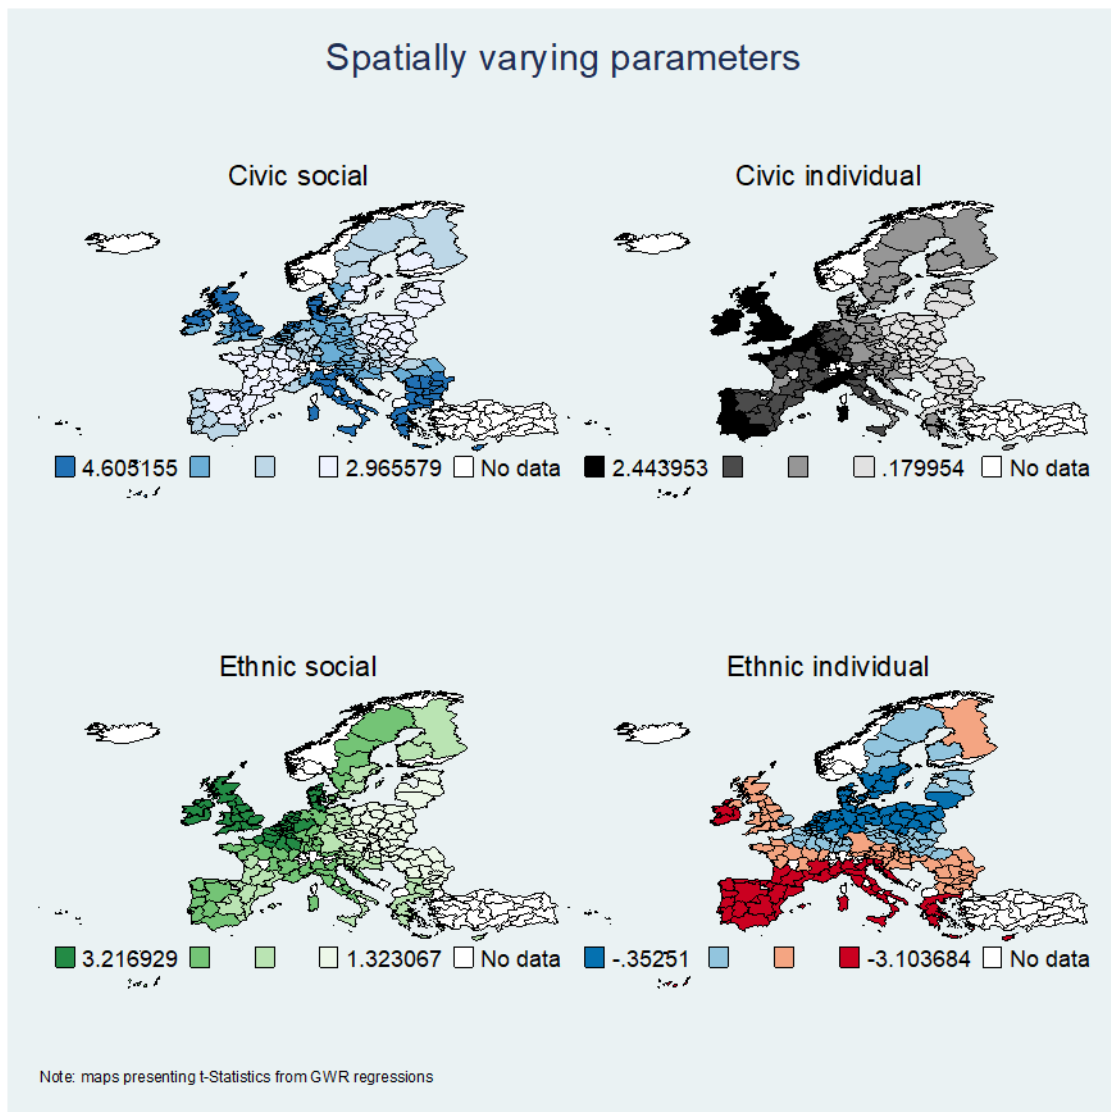 Spatially varying parameters
Civic social
Civic individual
4.605155 2.965579 No data
2.443953 .179954 No data
Ethnic social
Ethnic individual
3.216929 1.323067 No data
-.35251 -3.103684 No data
Note: maps presenting t-Statistics from GWR regressions